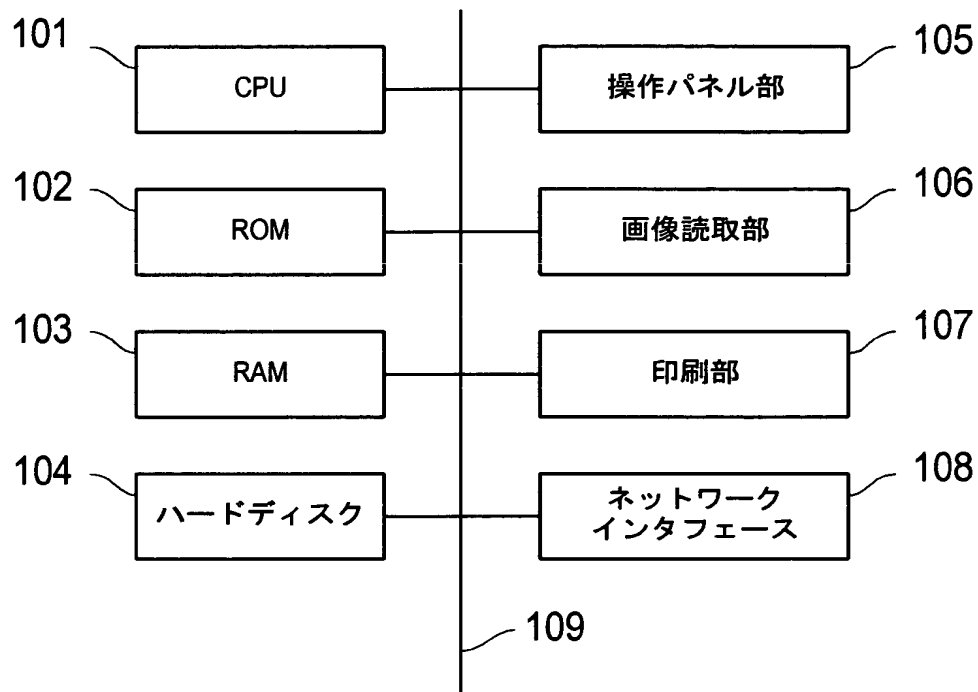 101
CPU
105
操作パネル部
102
ROM
106
画像読取部
103
RAM
107
印刷部
104
ハードディスク
108
ネットワーク
インタフェース
109